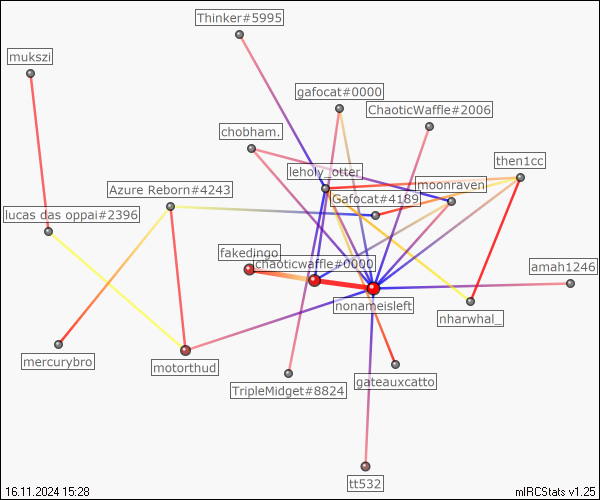 Thinker#5995
mukszi
gafocat#0000
ChaoticWaffle#2006
chobham.
then1cc
leholy_otter
moonraven
Azure Reborn#4243
Gafocat#4189
lucas das oppai#2396
fakedingo
chaoticwaffle#0000
amah1246
nonameisleft
nharwhal_
mercurybro
motorthud
gateauxcatto
TripleMidget#8824
tt532
16.11.2024 15:28
mIRCStats v1.25